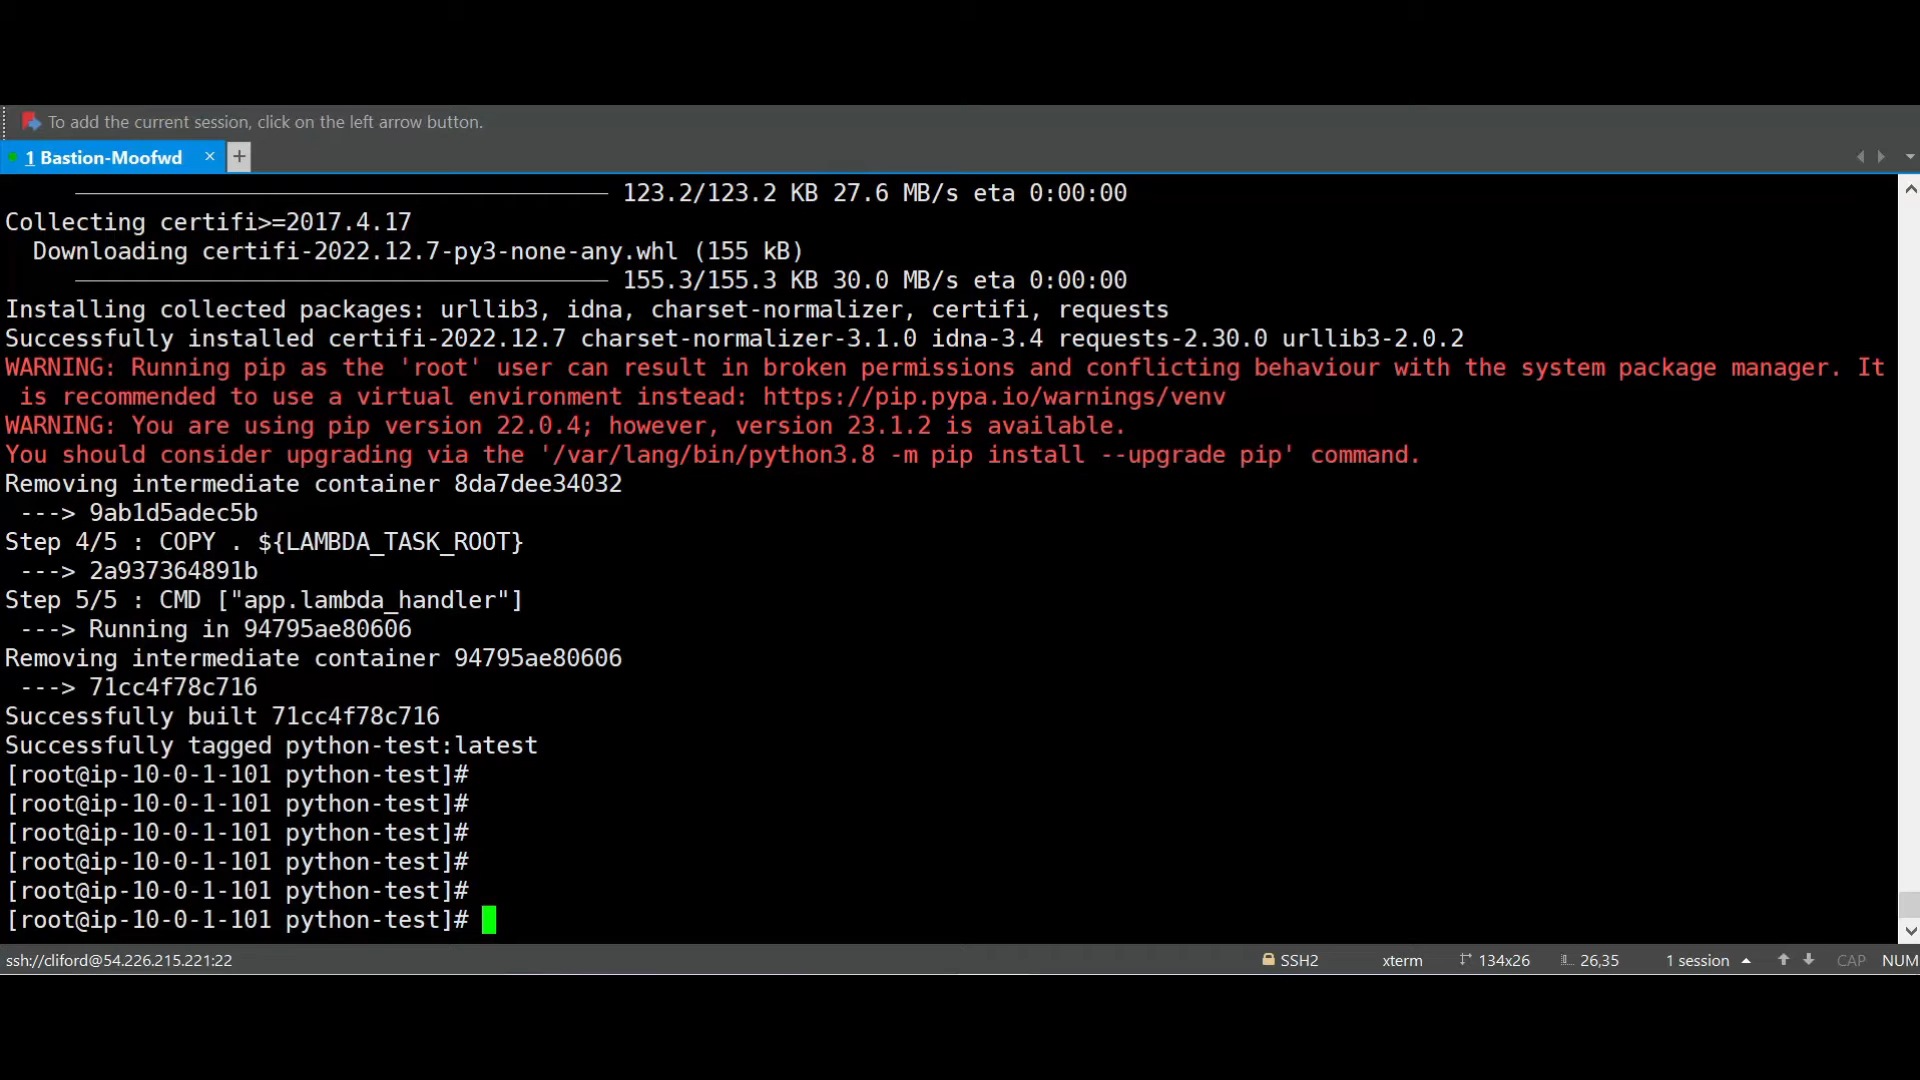 To add the current session, click on the left arrow button.
1 Bastion-Moofwd × +
123.2/123.2 KB 27.6 MB/s eta 0:00:00
Collecting certifi>=2017.4.17
Downloading certifi-2022.12.7-py3-none-any.whl (155 kB)
155.3/155.3 KB 30.0 MB/s eta 0:00:00
Installing collected packages: urllib3, idna, charset-normalizer, certifi, requests
Successfully installed certifi-2022.12.7 charset-normalizer-3.1.0 idna-3.4 requests-2.30.0 urllib3-2.0.2
WARNING: Running pip as the 'root' user can result in broken permissions and conflicting behaviour with the system package manager. It
is recommended to use a virtual environment instead: https://pip.pypa.io/warnings/venv
WARNING: You are using pip version 22.0.4; however, version 23.1.2 is available.
You should consider upgrading via the '/var/lang/bin/python3.8 -m pip install --upgrade pip' command.
Removing intermediate container 8da7dee34032
---> 9ab1d5adec5b
Step 4/5 : COPY . ${LAMBDA_TASK_ROOT}
---> 2a937364891b
Step 5/5 : CMD ["app.lambda_handler"]
---> Running in 94795ae80606
Removing intermediate container 94795ae80606
---> 71cc4f78c716
Successfully built 71cc4f78c716
Successfully tagged python-test:latest
[root@ip-10-0-1-101 python-test]#
[root@ip-10-0-1-101 python-test]#
[root@ip-10-0-1-101 python-test]#
[root@ip-10-0-1-101 python-test]#
[root@ip-10-0-1-101 python-test]#
[root@ip-10-0-1-101 python-test]#
ssh://cliford@54.226.215.221:22 SSH2 xterm 134x26 26,35 1 session CAP NUM